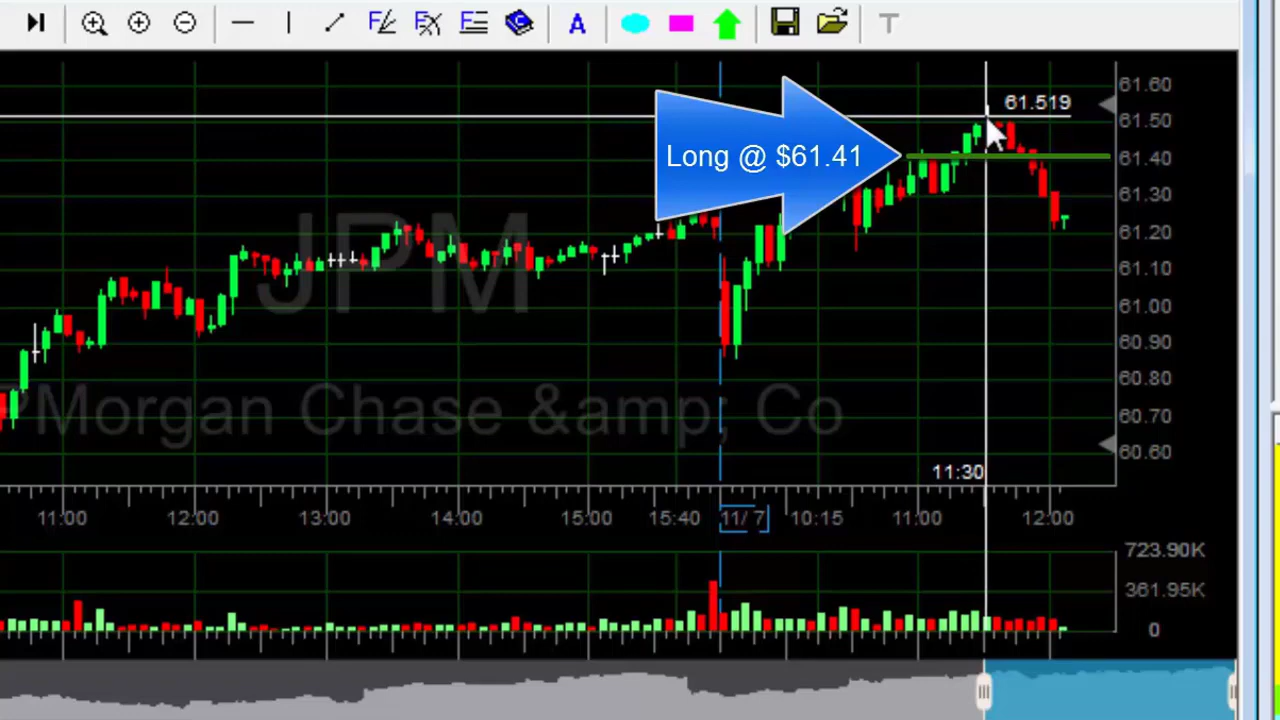 A
T
61.60
61.519
61.50
Long @ $61.41
61.40
61.30
61.20
61.10
61.00
60.90
60.80
60.70
60.60
JPM
Morgan Chase &amp; Co
11:30
11:00 12:00 13:00 14:00 15:00 15:40 11/ 7 10:15 11:00 12:00
723.90K
361.95K
0